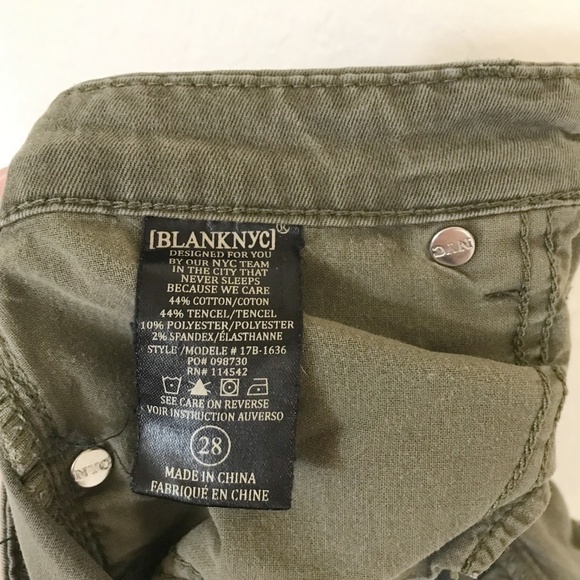 [BLANKNYC]®
DESIGNED FOR YOU
BY OUR NYC TEAM
IN THE CITY THAT
NEVER SLEEPS
BECAUSE WE CARE
44% COTTON/COTON
44% TENCEL/TENCEL
10% POLYESTER/POLYESTER
2% SPANDEX/ÉLASTHANNE
STYLE /MODELE # 17B-1636
PO# 098730
RN# 114542
SEE CARE ON REVERSE
VOIR INSTRUCTION AUVERSO
28
MADE IN CHINA
FABRIQUÉ EN CHINE
NYC
NYC